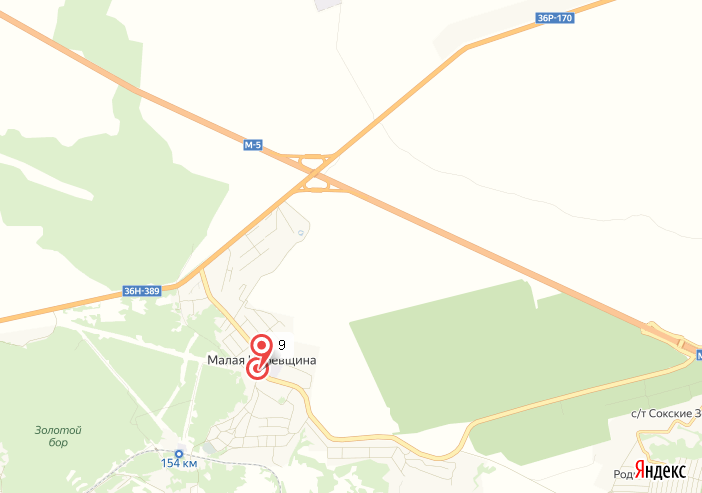 36Р-170
М-5
36Н-389
9
Малая
Золотой
бор
154 км
с/т Сокские З
Яндекс